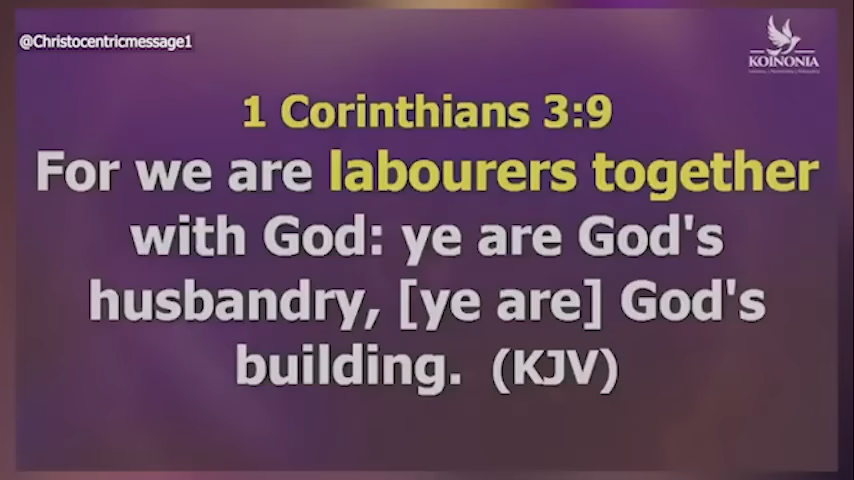 @Christocentricmessage1
KOINONIA
1 Corinthians 3:9
For we are labourers together
with God: ye are God's
husbandry, [ye are] God's
building. (KJV)